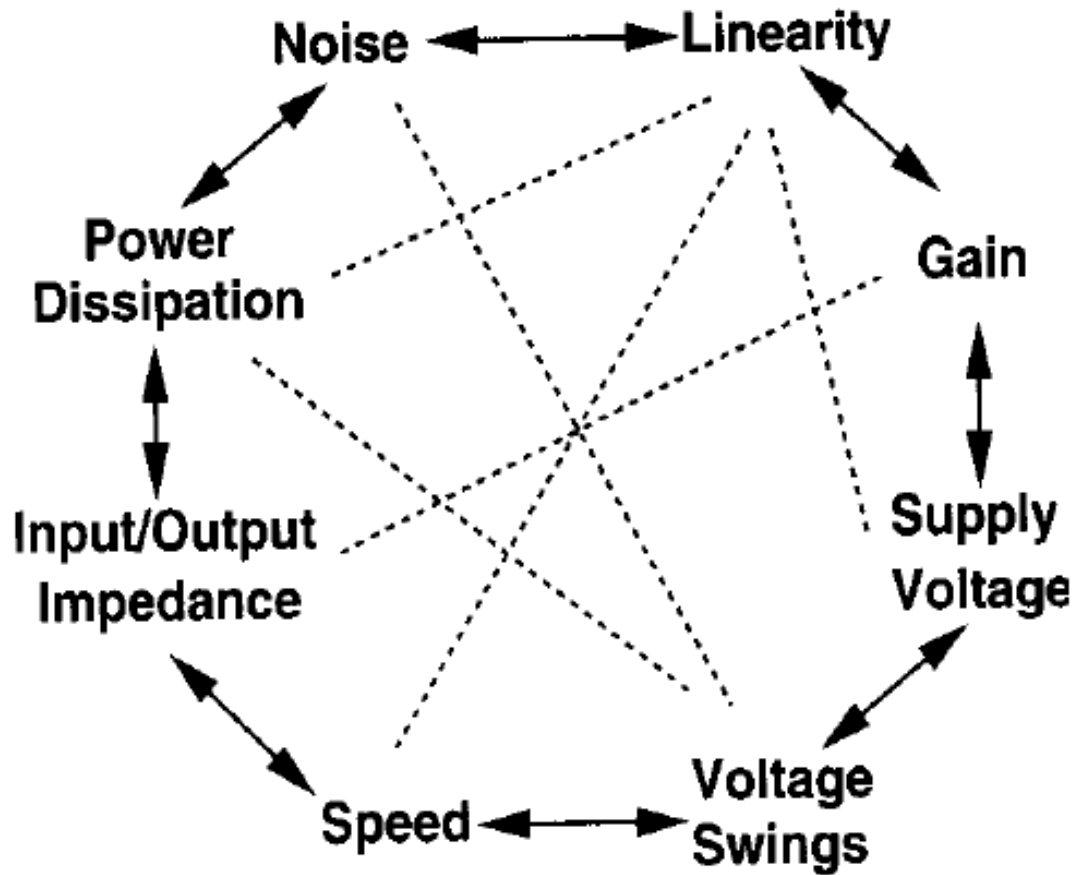 Noise
Linearity
Power
Dissipation
Gain
Input/Output
Impedance
Supply
Voltage
Speed
Voltage
Swings